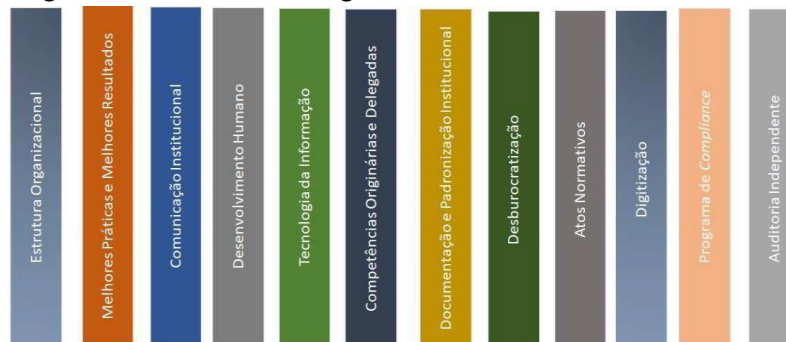 Estrutura Organizacional
Melhores Práticas e Melhores Resultados
Comunicação Institucional
Desenvolvimento Humano
Tecnologia da Informação
Competências Originárias e Delegadas
Documentação e Padronização Institucional
Desburocratização
Atos Normativos
Digitização
Programa de Compliance
Auditoria Independente